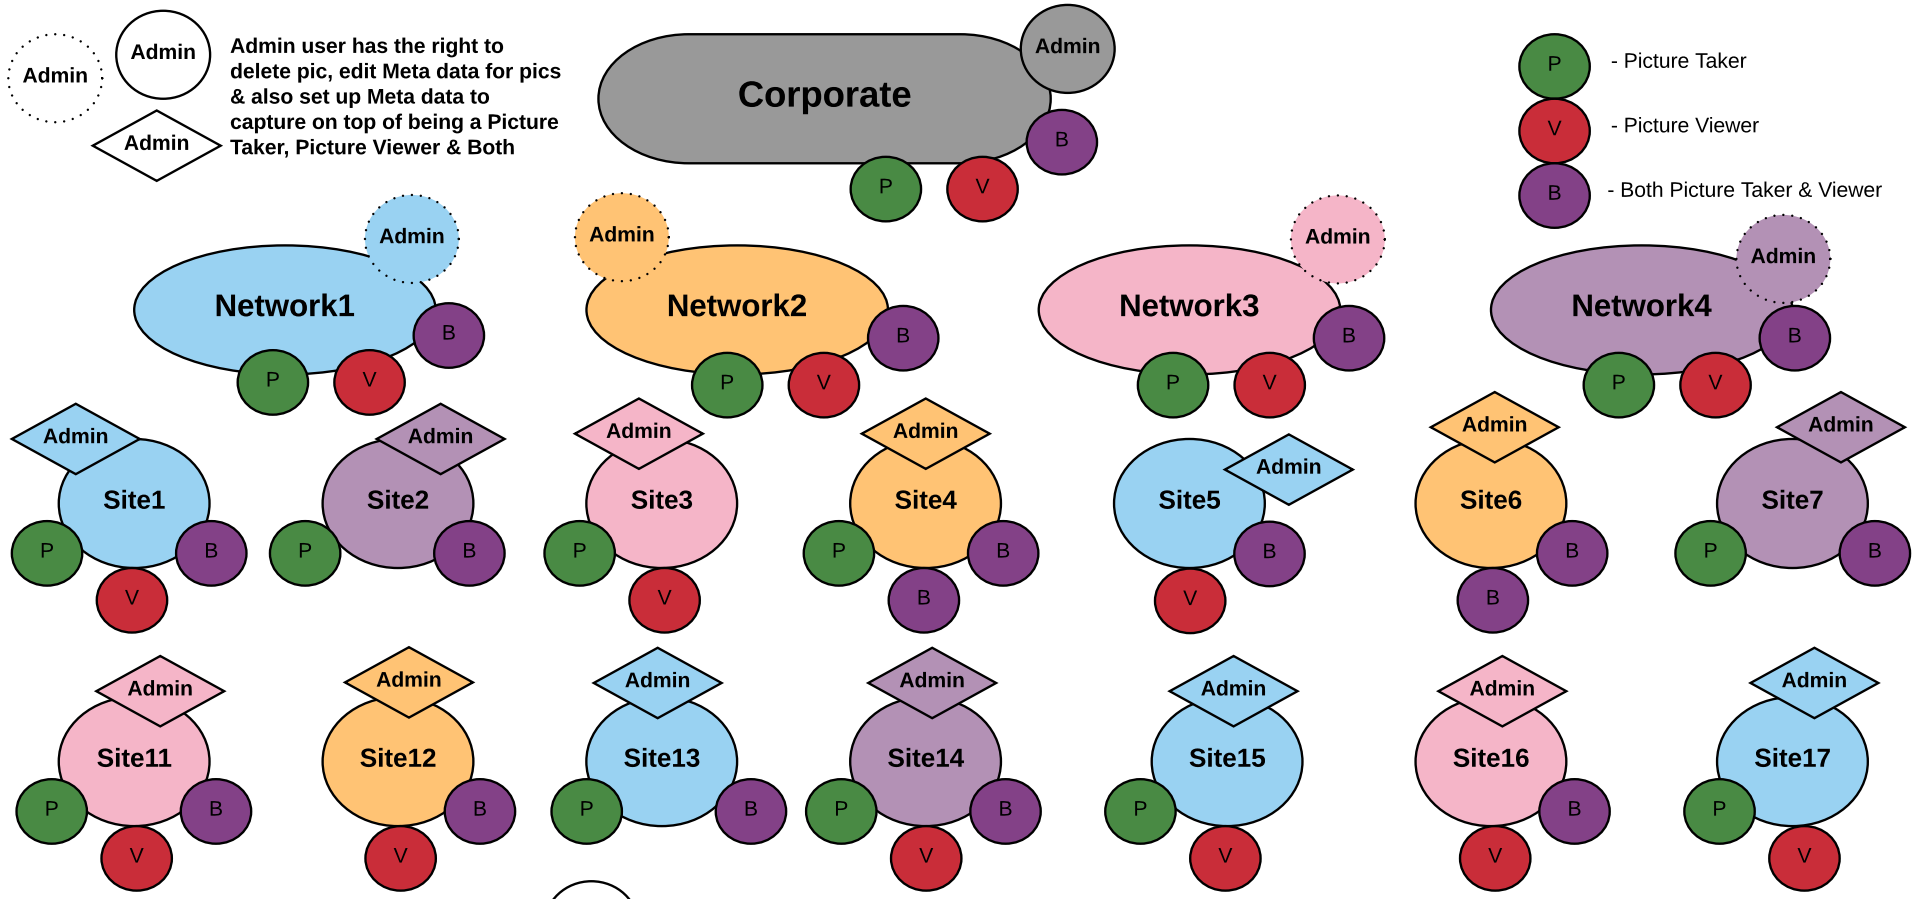 Admin
Admin
Admin
Admin user has the right to
delete pic, edit Meta data for pics
& also set up Meta data to
capture on top of being a Picture
Taker, Picture Viewer & Both
Corporate
Admin
B
P
V
P
- Picture Taker
V
- Picture Viewer
B
- Both Picture Taker & Viewer
Network1
Admin
P
V
B
Admin
Network2
P
V
B
Network3
Admin
P
V
B
Network4
Admin
P
V
B
Admin
Site1
P
V
B
Admin
Site2
P
B
Admin
Site3
P
V
Admin
Site4
P
B
B
Admin
Site5
V
B
Admin
Site6
B
B
Admin
Site7
P
B
Admin
Site11
P
V
B
Admin
Site12
V
B
Admin
Site13
P
B
Admin
Site14
P
V
B
Admin
Site15
P
V
Admin
Site16
V
B
Admin
Site17
P
V